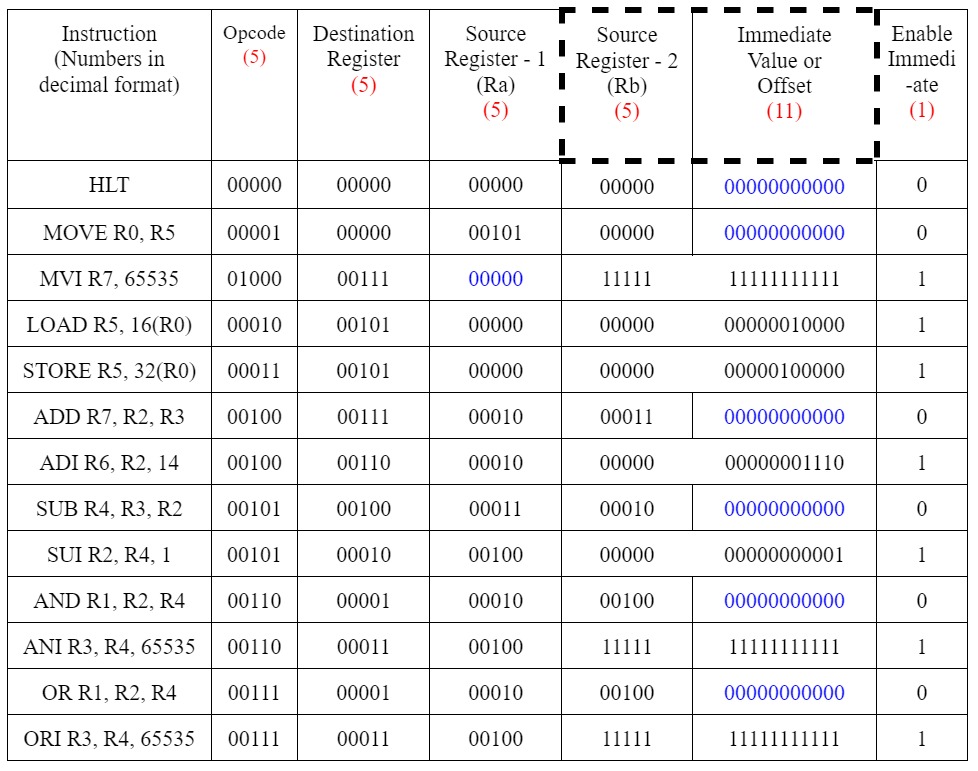 Instruction (Numbers in decimal format) Opcode (5) Destination Register (5) Source Register - 1 (Ra) (5) Source Register - 2 (Rb) (5) Immediate Value or Offset (11) Enable Immedi -ate (1)
HLT 00000 00000 00000 00000 00000000000 0
MOVE R0, R5 00001 00000 00101 00000 00000000000 0
MVI R7, 65535 01000 00111 00000 11111 11111111111 1
LOAD R5, 16(R0) 00010 00101 00000 00000 00000010000 1
STORE R5, 32(R0) 00011 00101 00000 00000 00000100000 1
ADD R7, R2, R3 00100 00111 00010 00011 00000000000 0
ADI R6, R2, 14 00100 00110 00010 00000 00000001110 1
SUB R4, R3, R2 00101 00100 00011 00010 00000000000 0
SUI R2, R4, 1 00101 00010 00100 00000 00000000001 1
AND R1, R2, R4 00110 00001 00010 00100 00000000000 0
ANI R3, R4, 65535 00110 00011 00100 11111 11111111111 1
OR R1, R2, R4 00111 00001 00010 00100 00000000000 0
ORI R3, R4, 65535 00111 00011 00100 11111 11111111111 1